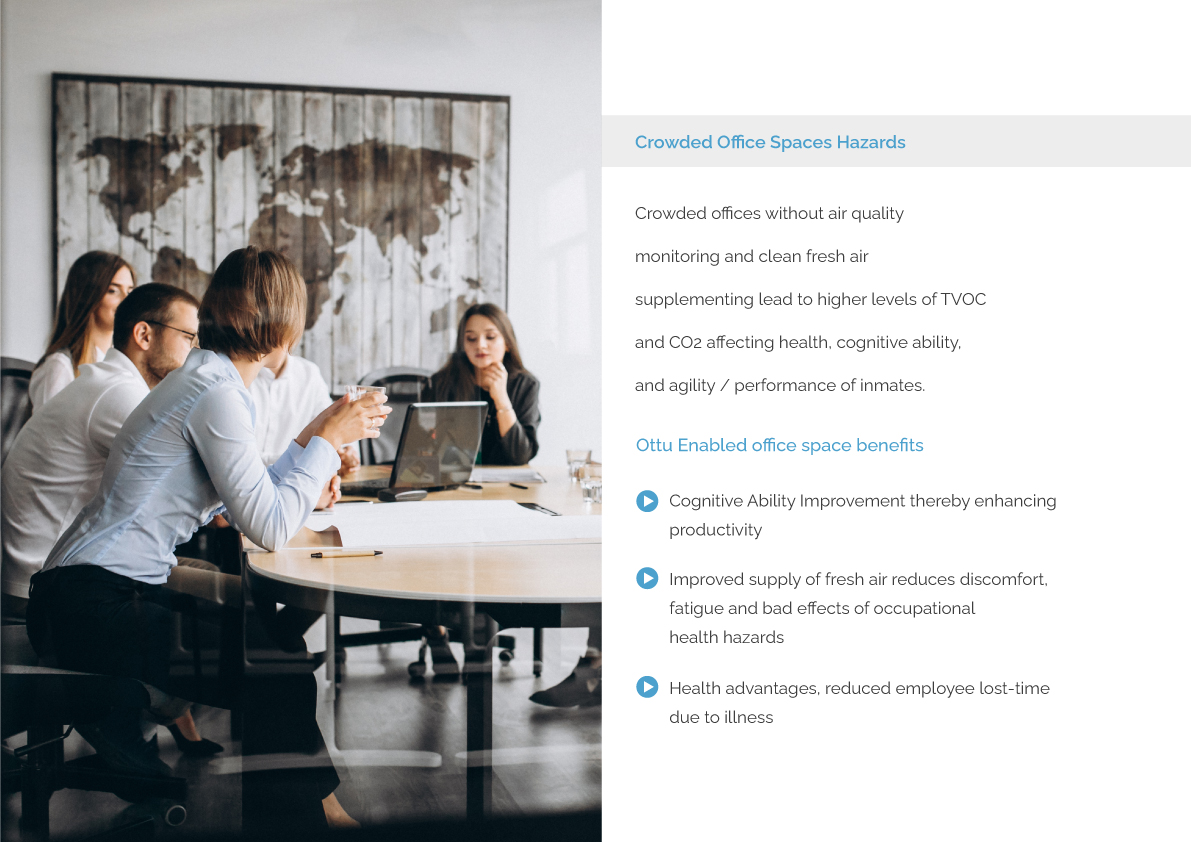 Crowded Office Spaces Hazards
Crowded offices without air quality
monitoring and clean fresh air
supplementing lead to higher levels of TVOC
and CO2 affecting health, cognitive ability,
and agility / performance of inmates.
Ottu Enabled office space benefits
Cognitive Ability Improvement thereby enhancing
productivity
Improved supply of fresh air reduces discomfort,
fatigue and bad effects of occupational
health hazards
Health advantages, reduced employee lost-time
due to illness